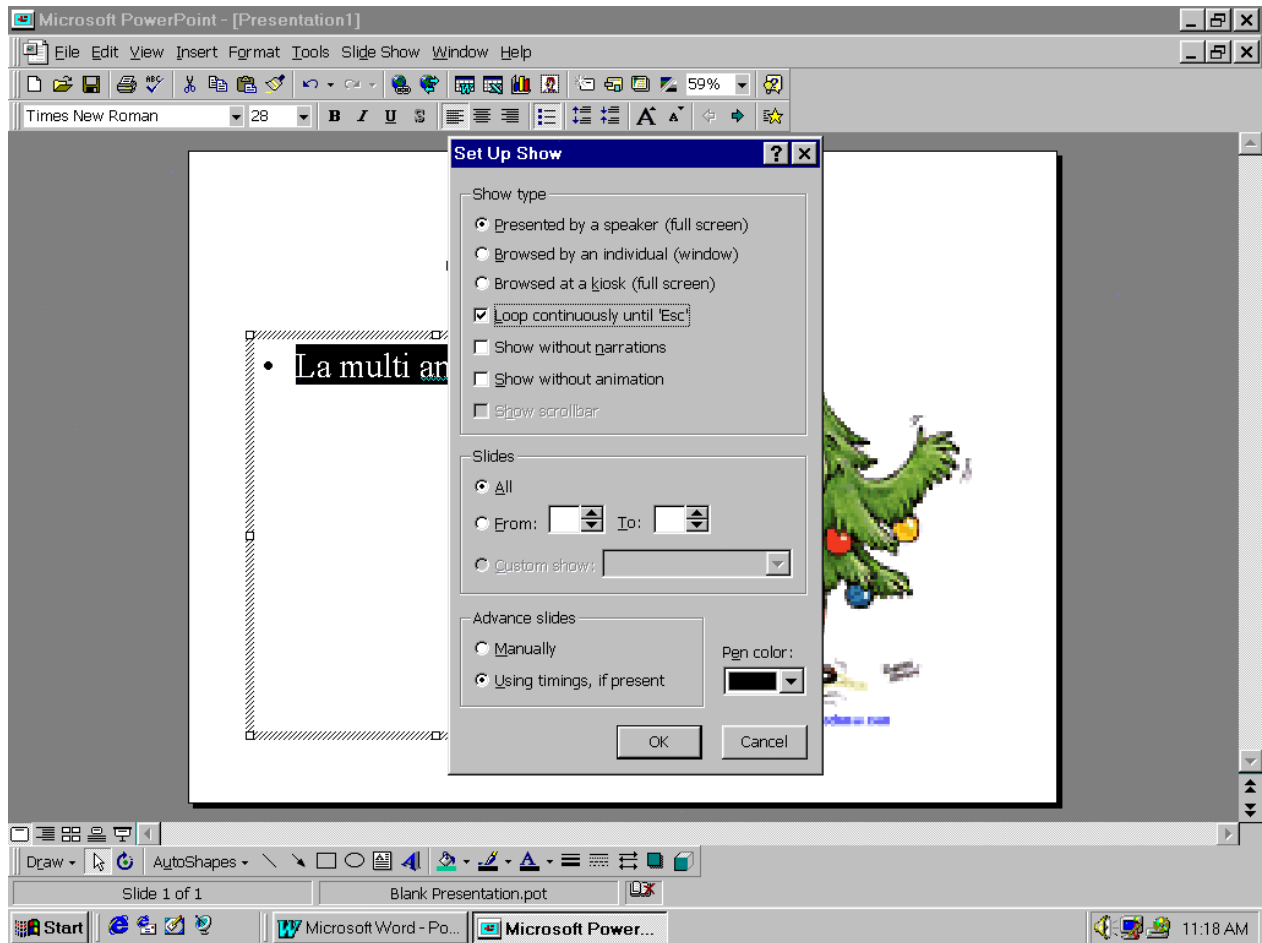 Microsoft PowerPoint - [Presentation1]
File Edit View Insert Format Tools Slide Show Window Help
59%
Times New Roman 28 B I U S A A
Set Up Show
Show type
Presented by a speaker (full screen)
Browsed by an individual (window)
Browsed at a kiosk (full screen)
Loop continuously until 'Esc'
Show without narrations
Show without animation
Show scrollbar
• La multi an
Slides
All
From: To:
Custom show:
Advance slides
Manually
Using timings, if present
Pen color:
OK Cancel
Draw AutoShapes
Slide 1 of 1 Blank Presentation.pot
Start Microsoft Word - Po... Microsoft Power... 11:18 AM